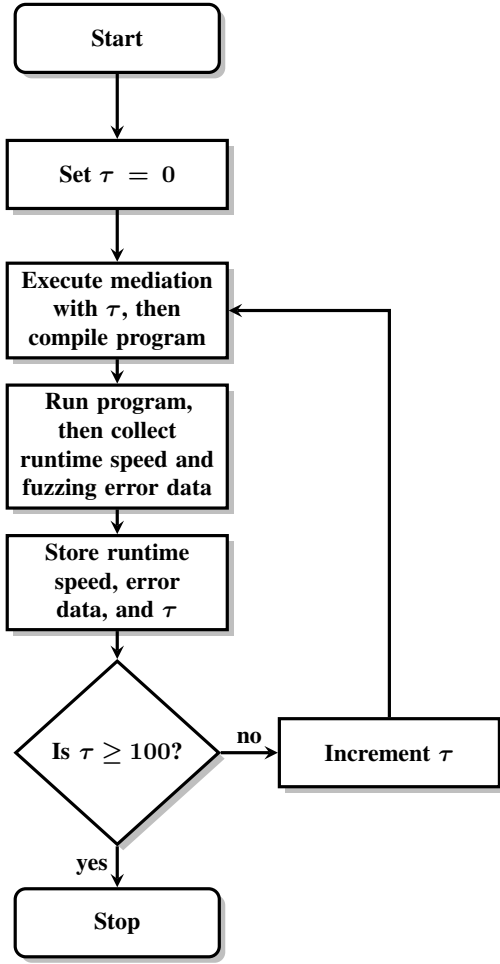 Start
Set τ = 0
Execute mediation
with τ, then
compile program
Run program,
then collect
runtime speed and
fuzzing error data
Store runtime
speed, error
data, and τ
Is τ ≥ 100?
no
Increment τ
yes
Stop